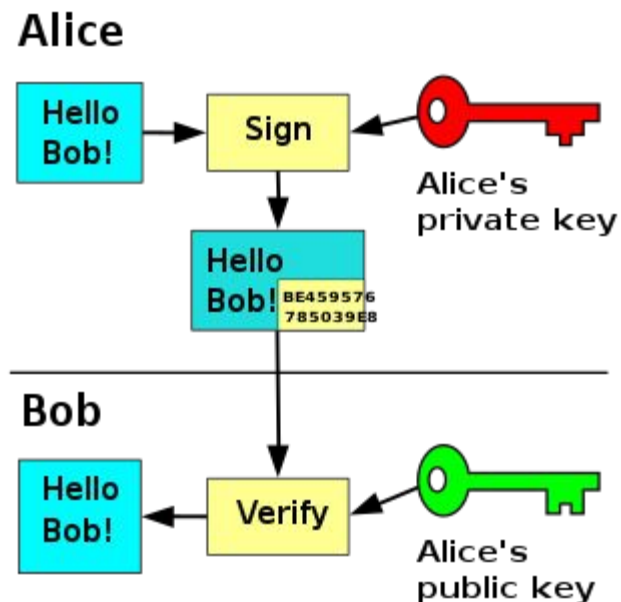 Alice
Hello
Bob!
Sign
Alice's
private key
Hello
Bob!
BE459576
785039E8
Bob
Hello
Bob!
Verify
Alice's
public key